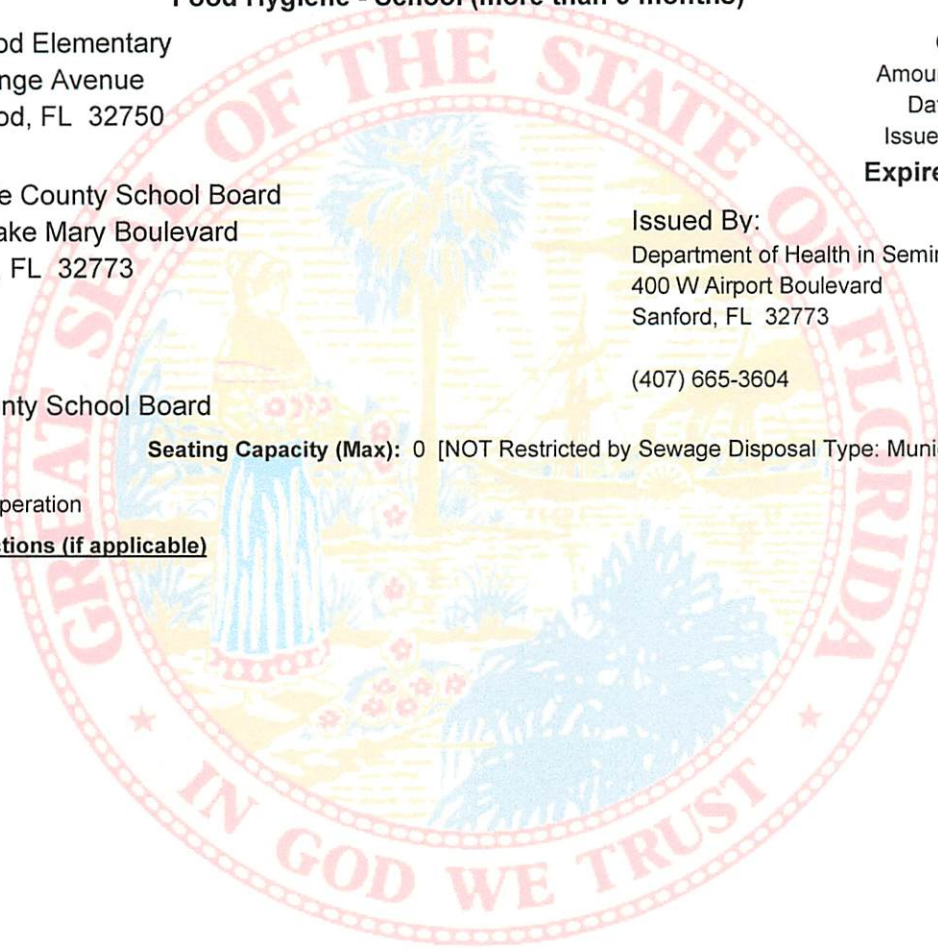 Food Hygiene - School (more than 9 months)
od Elementary
nge Avenue
od, FL 32750
Amou
Da
Issue
Expire
e County School Board
ake Mary Boulevard
, FL 32773
Issued By:
Department of Health in Semin
400 W Airport Boulevard
Sanford, FL 32773
(407) 665-3604
nty School Board
Seating Capacity (Max): 0 [NOT Restricted by Sewage Disposal Type: Munic
peration
tions (if applicable)
GREAT SEAL OF THE STATE OF FLORIDA
IN GOD WE TRUST